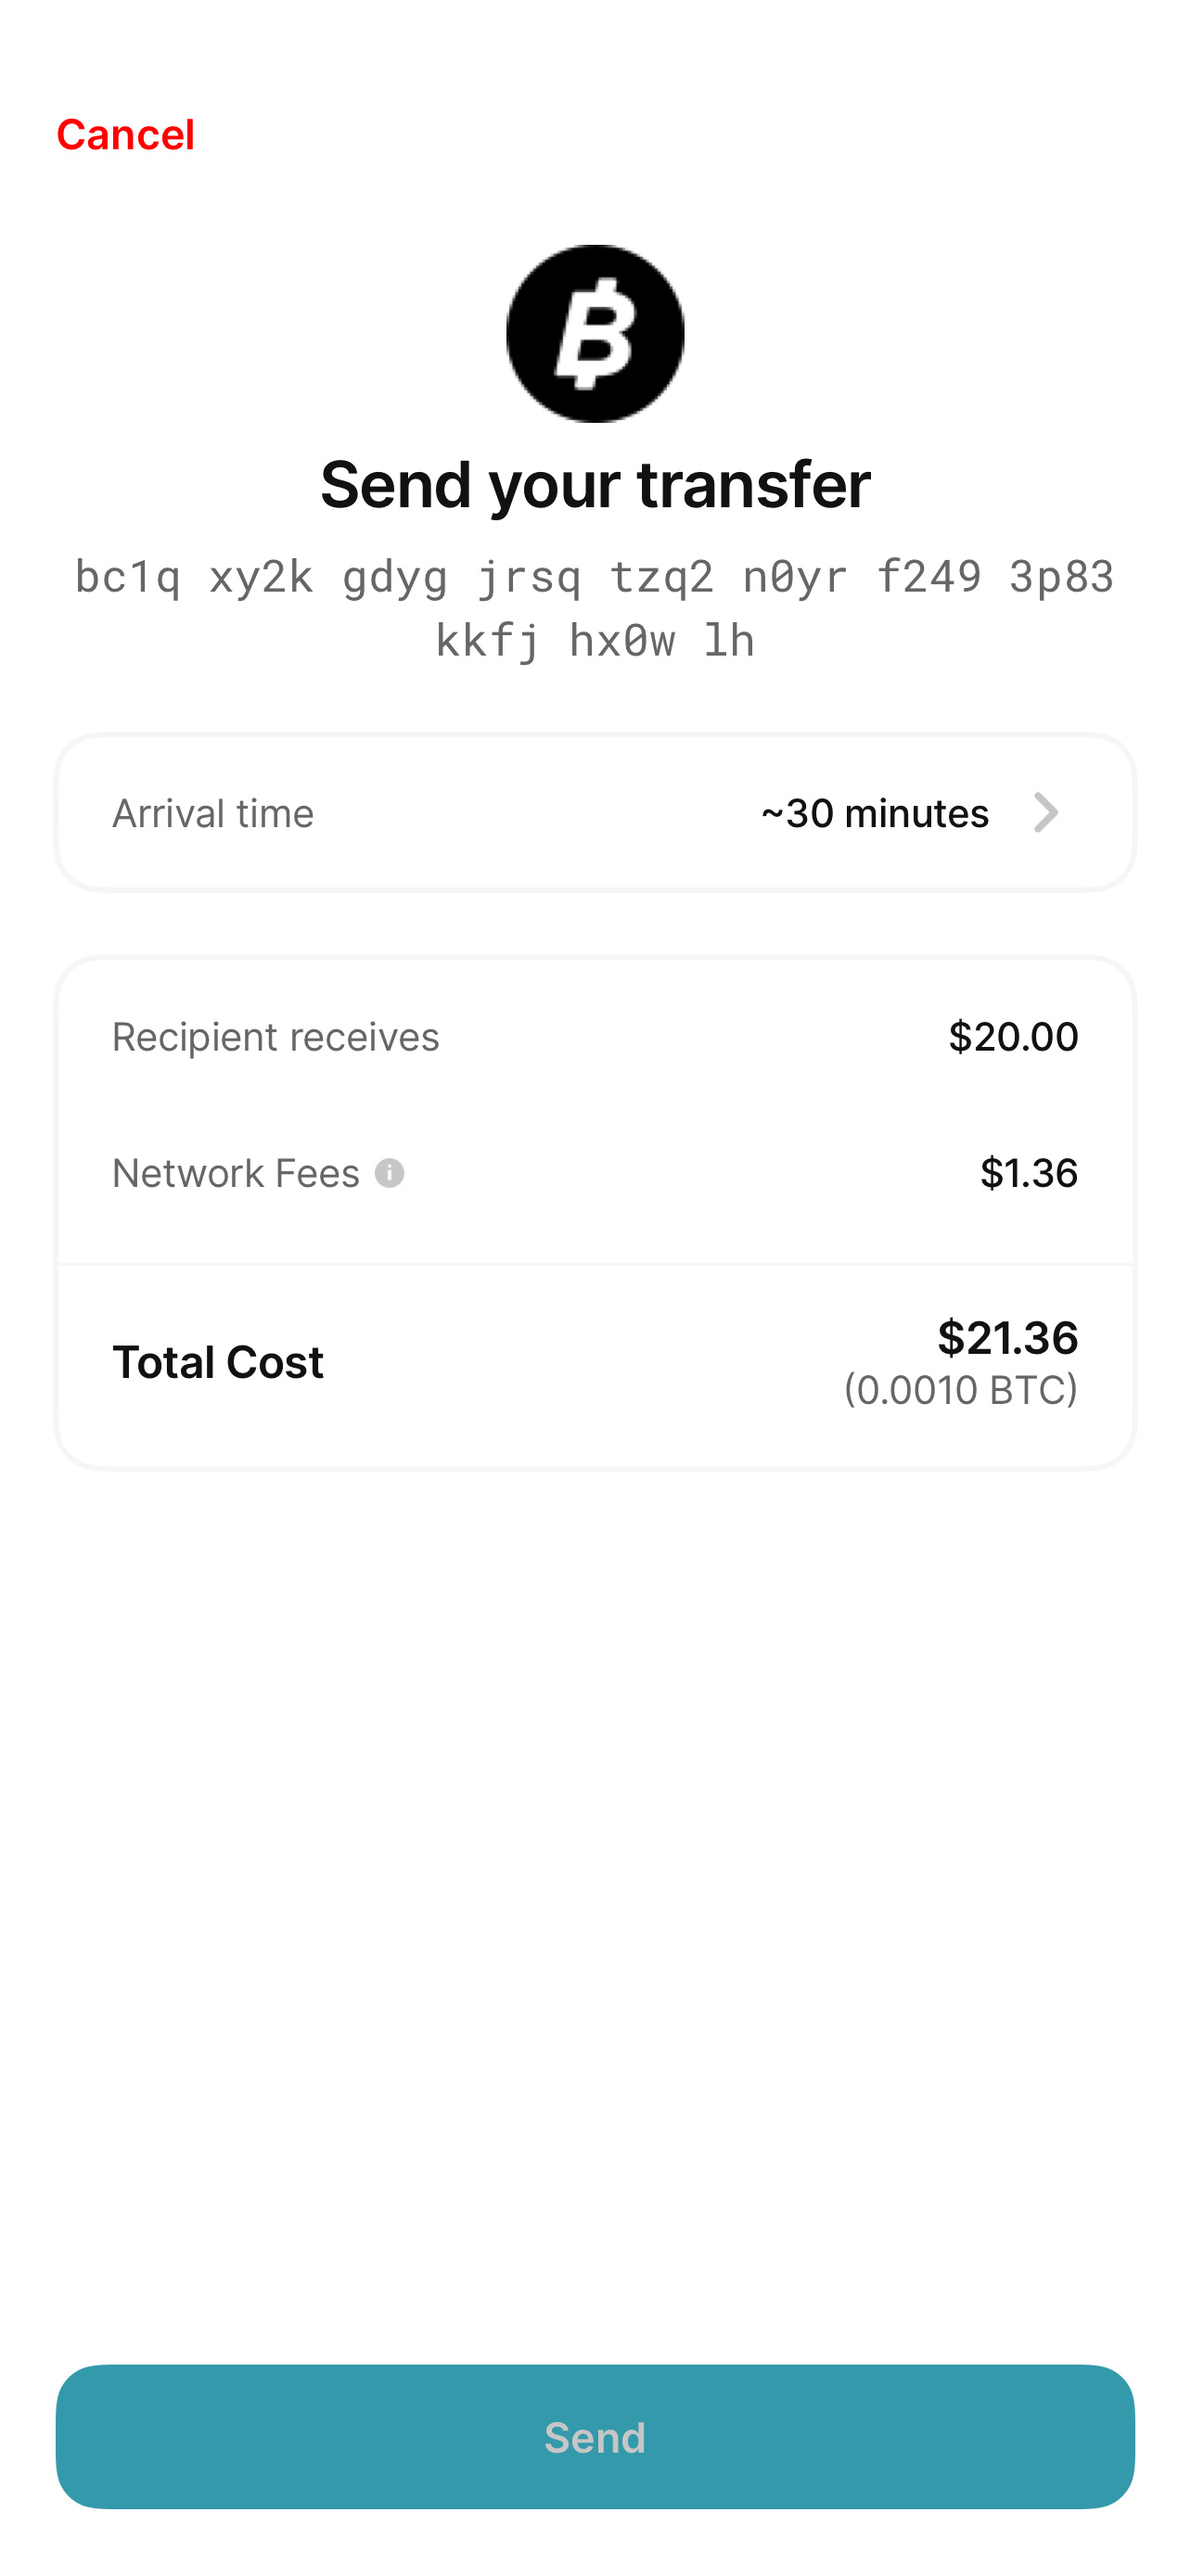 Cancel
Send your transfer
bc1q xy2k gdyg jrsq tzq2 n0yr f249 3p83
kkfj hx0w lh
Arrival time ~30 minutes
Recipient receives $20.00
Network Fees $1.36
Total Cost $21.36
(0.0010 BTC)
Send